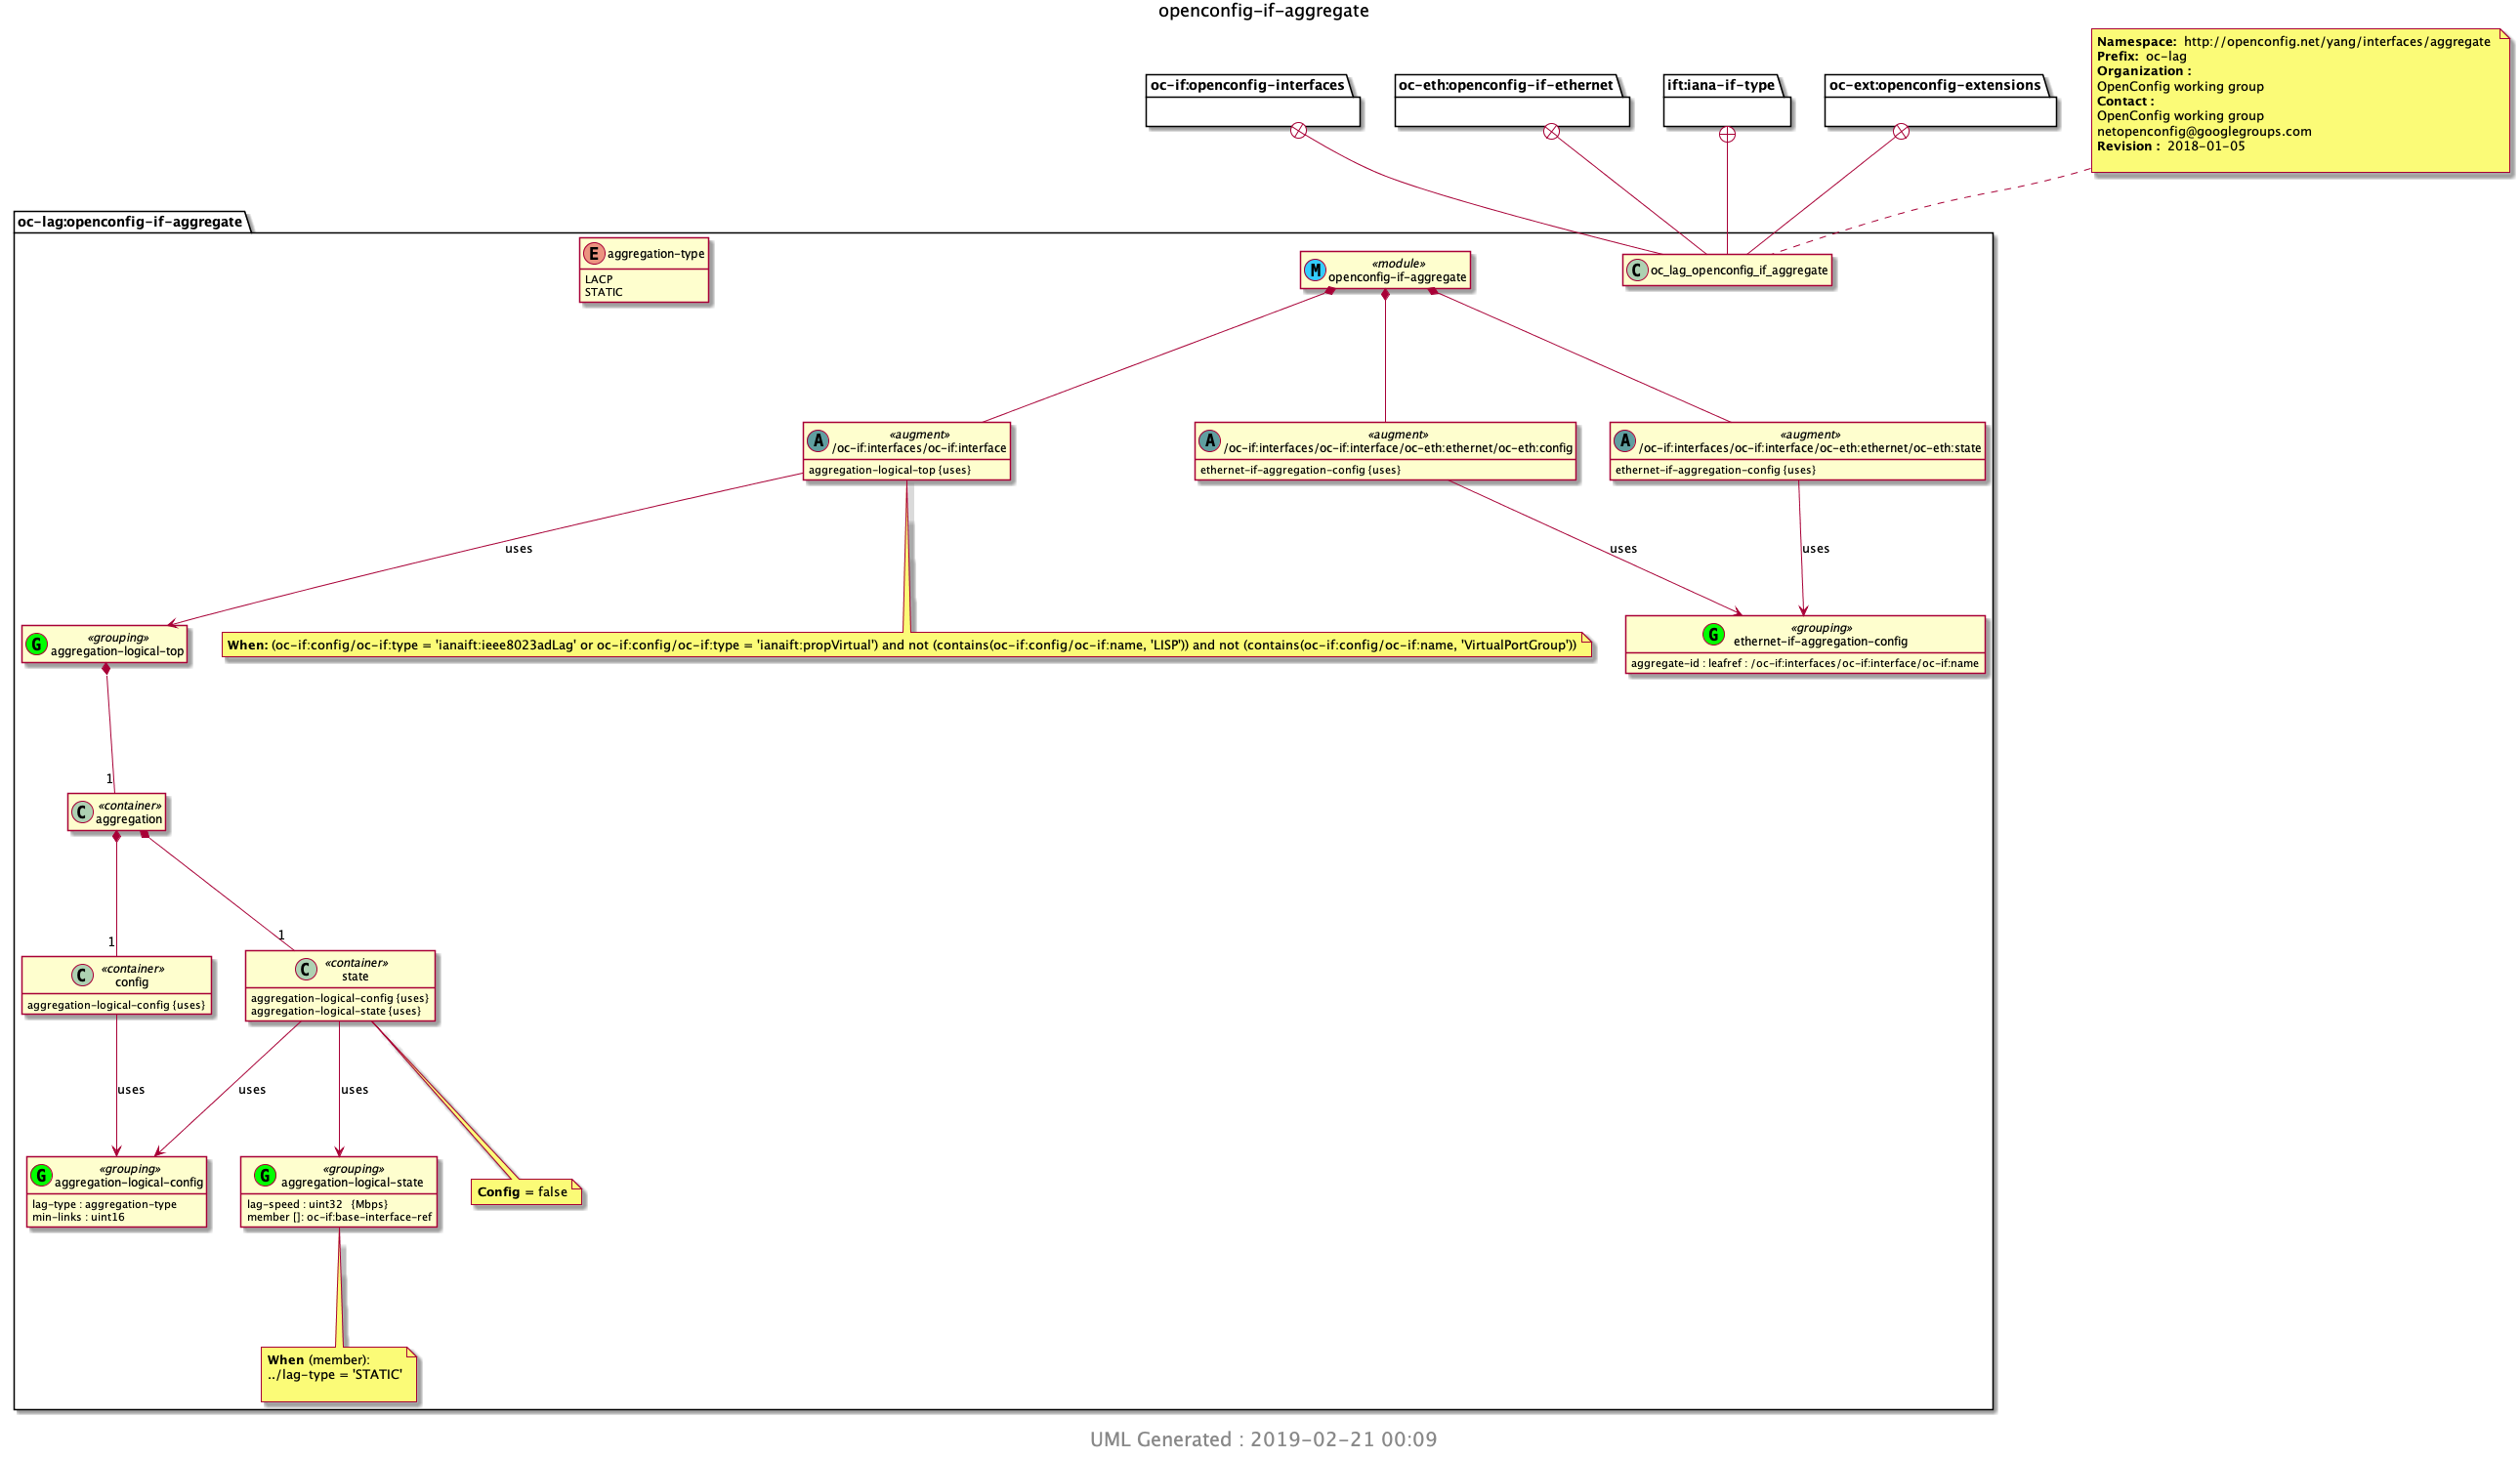 openconfig-if-aggregate
Namespace: http://openconfig.net/yang/interfaces/aggregate
Prefix: oc-lag
Organization :
OpenConfig working group
Contact :
OpenConfig working group
netopenconfig@googlegroups.com
Revision : 2018-01-05
oc-if:openconfig-interfaces
oc-eth:openconfig-if-ethernet
ift:iana-if-type
oc-ext:openconfig-extensions
oc-lag:openconfig-if-aggregate
E aggregation-type
LACP
STATIC
M «module»
openconfig-if-aggregate
C oc_lag_openconfig_if_aggregate
A «augment»
/oc-if:interfaces/oc-if:interface
aggregation-logical-top {uses}
A «augment»
/oc-if:interfaces/oc-if:interface/oc-eth:ethernet/oc-eth:config
ethernet-if-aggregation-config {uses}
A «augment»
/oc-if:interfaces/oc-if:interface/oc-eth:ethernet/oc-eth:state
ethernet-if-aggregation-config {uses}
uses
uses
uses
G «grouping»
aggregation-logical-top
When: (oc-if:config/oc-if:type = 'ianaift:ieee8023adLag' or oc-if:config/oc-if:type = 'ianaift:propVirtual') and not (contains(oc-if:config/oc-if:name, 'LISP')) and not (contains(oc-if:config/oc-if:name, 'VirtualPortGroup'))
G «grouping»
ethernet-if-aggregation-config
aggregate-id : leafref : /oc-if:interfaces/oc-if:interface/oc-if:name
1
C «container»
aggregation
1
1
C «container»
config
aggregation-logical-config {uses}
C «container»
state
aggregation-logical-config {uses}
aggregation-logical-state {uses}
uses
uses
uses
G «grouping»
aggregation-logical-config
lag-type : aggregation-type
min-links : uint16
G «grouping»
aggregation-logical-state
lag-speed : uint32 {Mbps}
member []: oc-if:base-interface-ref
Config = false
When (member):
../lag-type = 'STATIC'
UML Generated : 2019-02-21 00:09